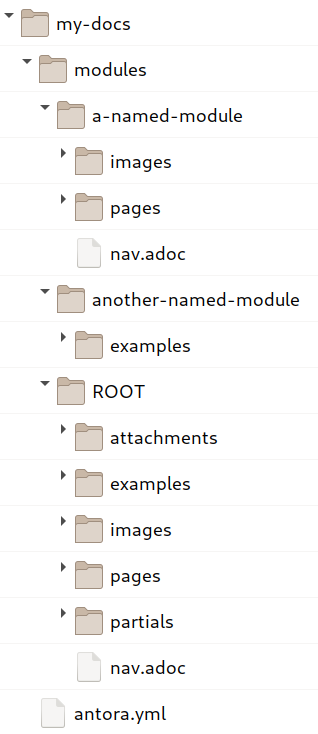 my-docs
modules
a-named-module
images
pages
nav.adoc
another-named-module
examples
ROOT
attachments
examples
images
pages
partials
nav.adoc
antora.yml